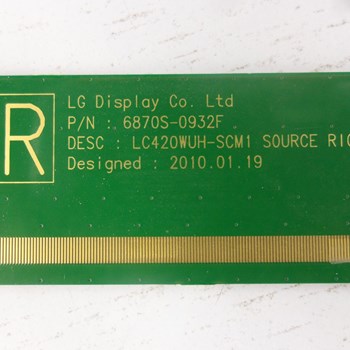 R
LG Display Co. Ltd
P/N : 6870S-0932F
DESC : LC420WUH-SCM1 SOURCE
Designed : 2010.01.19